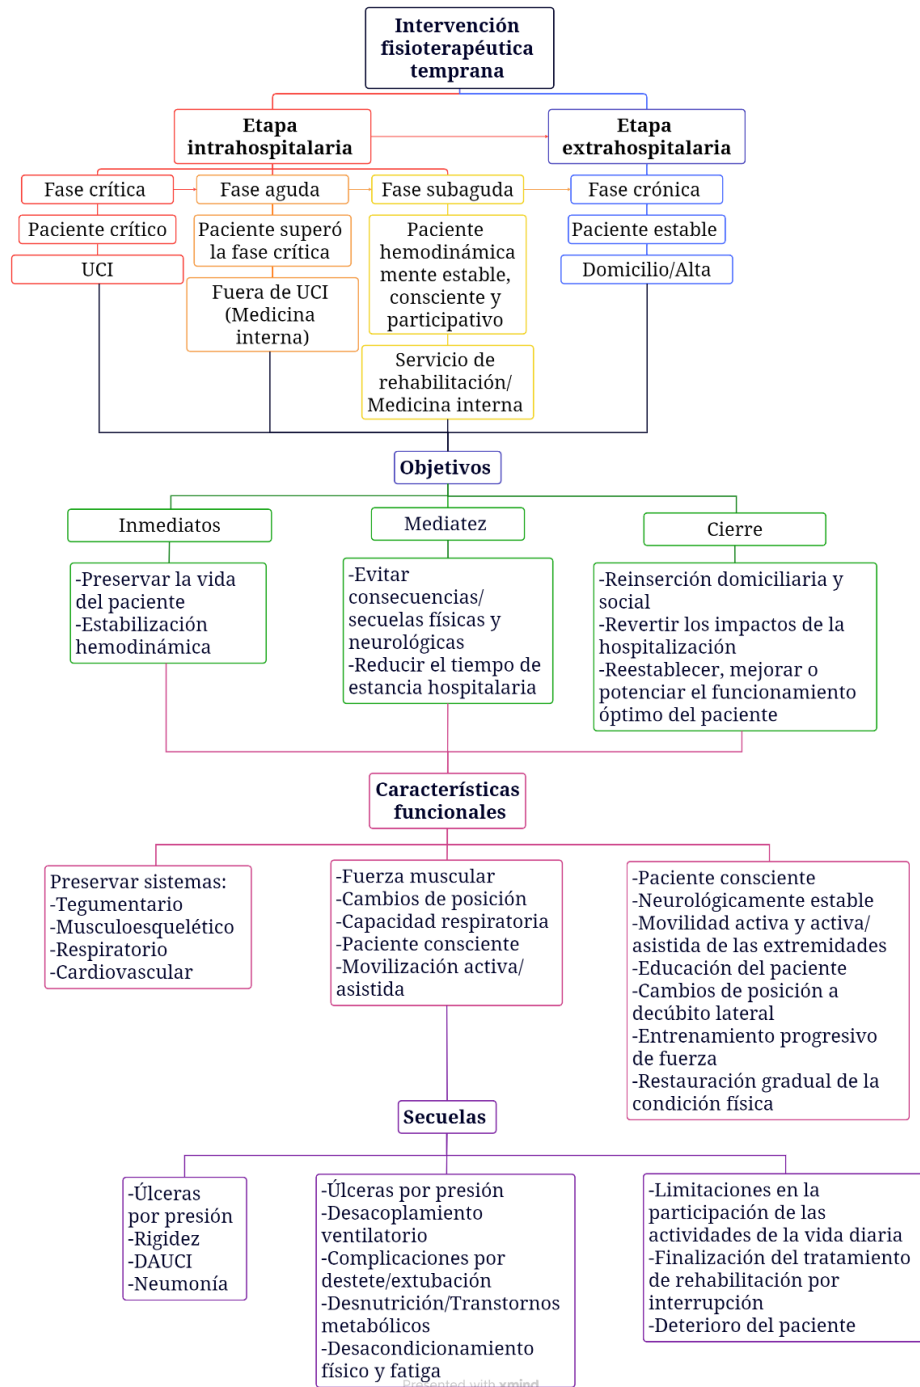 Intervención
fisioterapéutica
temprana
Etapa
intrahospitalaria
Etapa
extrahospitalaria
Fase crítica
Fase aguda
Fase subaguda
Fase crónica
Paciente crítico
Paciente superó
la fase crítica
Paciente
hemodinámica
mente estable,
consciente y
participativo
Paciente estable
UCI
Fuera de UCI
(Medicina
interna)
Servicio de
rehabilitación/
Medicina interna
Domicilio/Alta
Objetivos
Inmediatos
Mediatez
Cierre
-Preservar la vida
del paciente
-Estabilización
hemodinámica
-Evitar
consecuencias/
secuelas físicas y
neurológicas
-Reducir el tiempo de
estancia hospitalaria
-Reinserción domiciliaria y
social
-Revertir los impactos de la
hospitalización
-Reestablecer, mejorar o
potenciar el funcionamiento
óptimo del paciente
Características
funcionales
Preservar sistemas:
-Tegumentario
-Musculoesquelético
-Respiratorio
-Cardiovascular
-Fuerza muscular
-Cambios de posición
-Capacidad respiratoria
-Paciente consciente
-Movilización activa/
asistida
-Paciente consciente
-Neurológicamente estable
-Movilidad activa y activa/
asistida de las extremidades
-Educación del paciente
-Cambios de posición a
decúbito lateral
-Entrenamiento progresivo
de fuerza
-Restauración gradual de la
condición física
Secuelas
-Úlceras
por presión
-Rigidez
-DAUCI
-Neumonía
-Úlceras por presión
-Desacoplamiento
ventilatorio
-Complicaciones por
destete/extubación
-Desnutrición/Transtornos
metabólicos
-Desacondicionamiento
físico y fatiga
-Limitaciones en la
participación de las
actividades de la vida diaria
-Finalización del tratamiento
de rehabilitación por
interrupción
-Deterioro del paciente
Presented with xmind